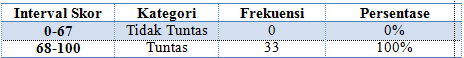 Interval Skor Kategori Frekuensi Persentase
0-67 Tidak Tuntas 0 0%
68-100 Tuntas 33 100%